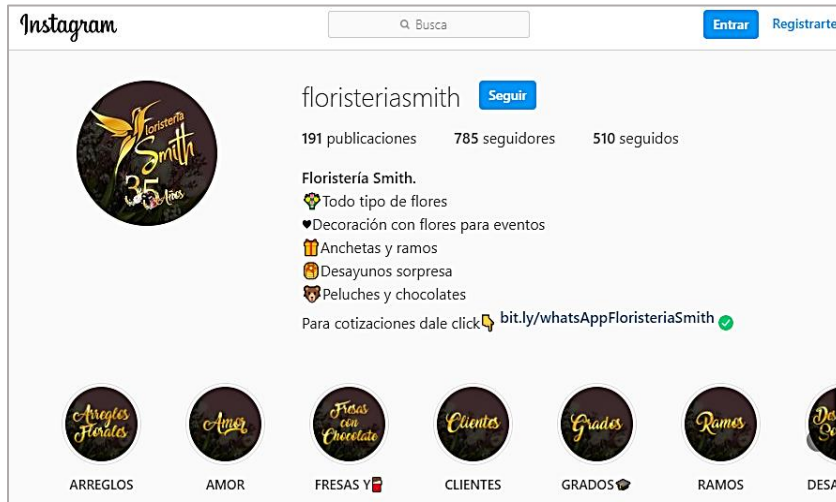 Instagram
Busca
Entrar Registrarte
floristeriasmith Seguir
Floristería
Smith
35 Años
191 publicaciones 785 seguidores 510 seguidos
Floristería Smith.
💐Todo tipo de flores
♥Decoración con flores para eventos
🎁Anchetas y ramos
🍞Desayunos sorpresa
🐻Peluches y chocolates
Para cotizaciones dale click👇 bit.ly/whatsAppFloristeriaSmith ✅
Arreglos Florales
Amor
Fresas con Chocolate
Clientes
Grados
Ramos
ARREGLOS AMOR FRESAS Y🍫 CLIENTES GRADOS🎓 RAMOS DESA